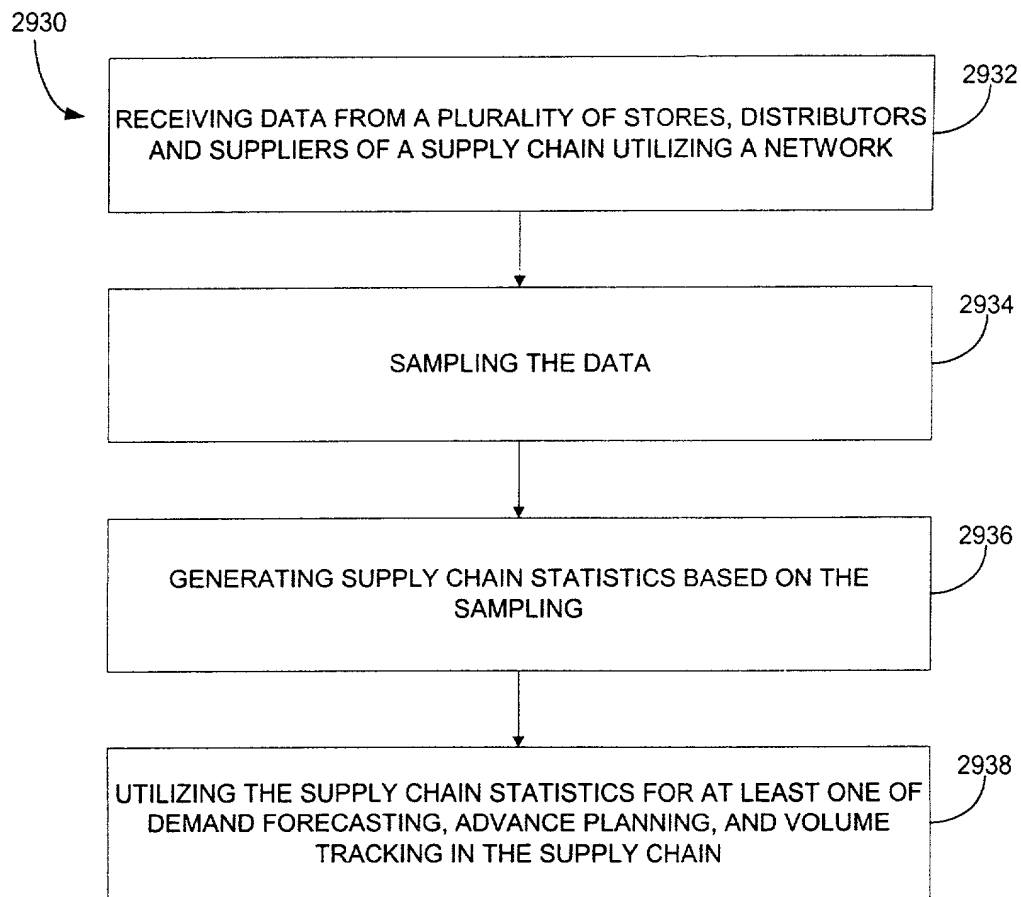 2930
2932
RECEIVING DATA FROM A PLURALITY OF STORES, DISTRIBUTORS
AND SUPPLIERS OF A SUPPLY CHAIN UTILIZING A NETWORK
2934
SAMPLING THE DATA
2936
GENERATING SUPPLY CHAIN STATISTICS BASED ON THE
SAMPLING
2938
UTILIZING THE SUPPLY CHAIN STATISTICS FOR AT LEAST ONE OF
DEMAND FORECASTING, ADVANCE PLANNING, AND VOLUME
TRACKING IN THE SUPPLY CHAIN